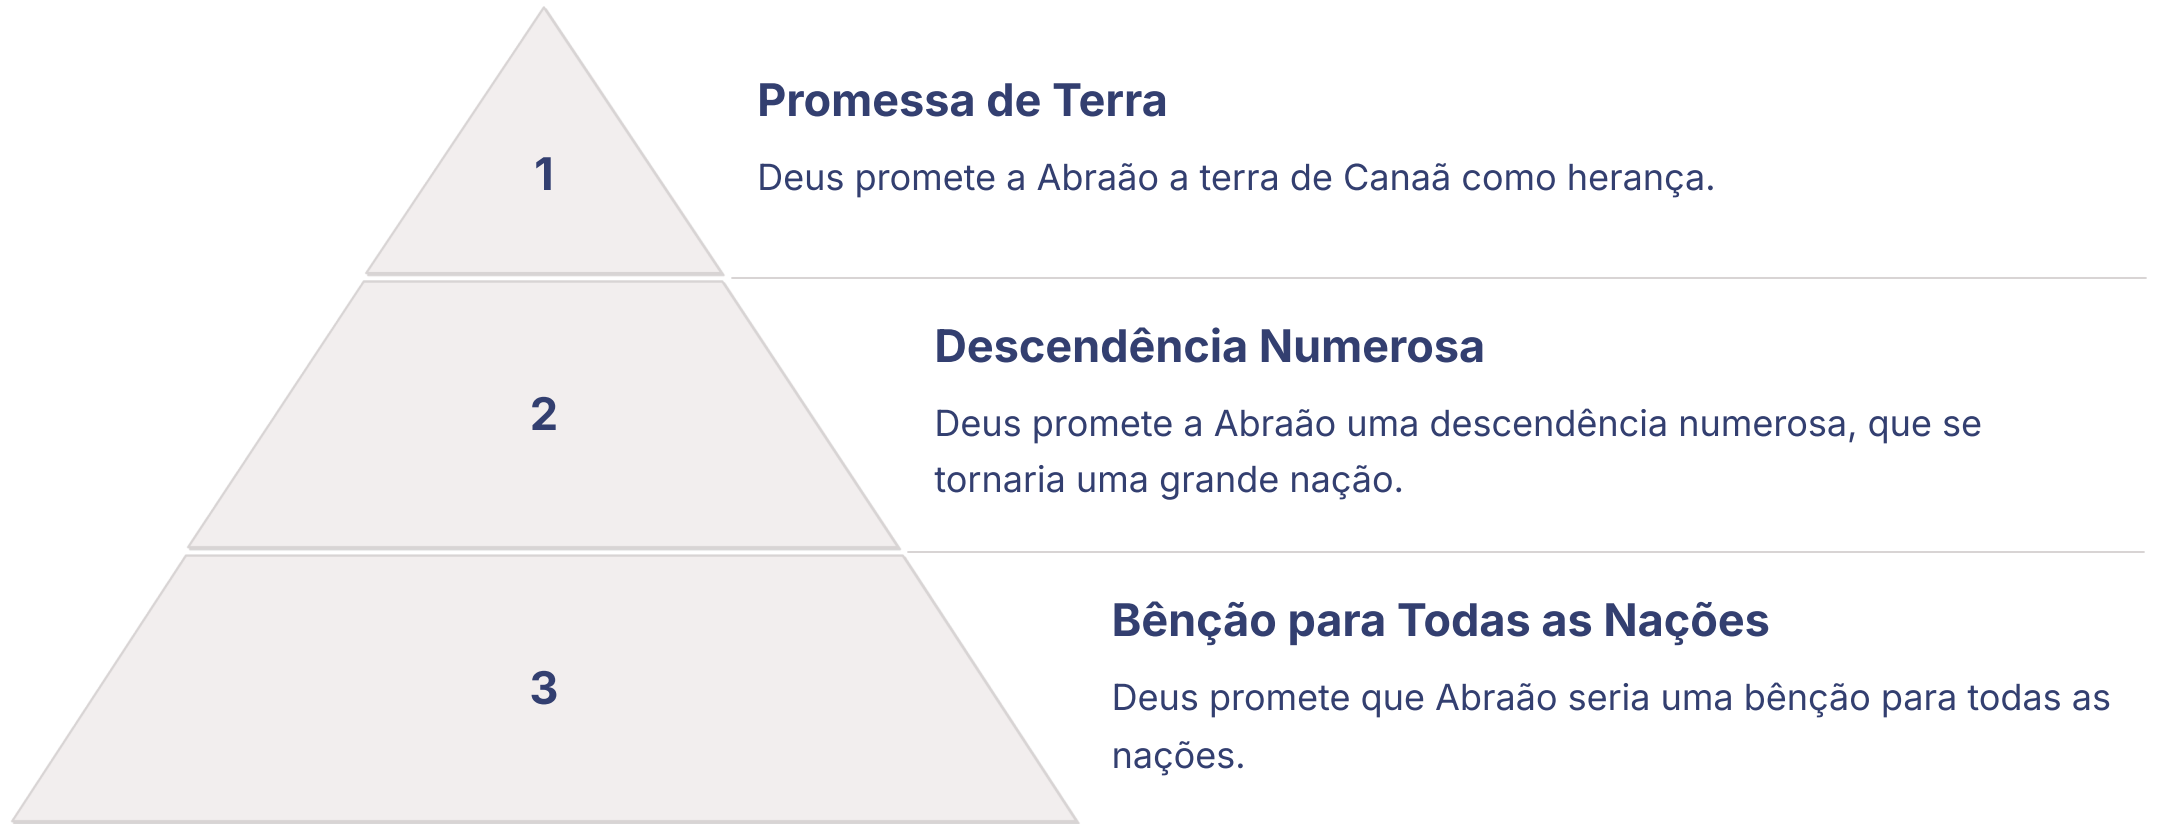 1
Promessa de Terra
Deus promete a Abraão a terra de Canaã como herança.
2
Descendência Numerosa
Deus promete a Abraão uma descendência numerosa, que se
tornaria uma grande nação.
3
Bênção para Todas as Nações
Deus promete que Abraão seria uma bênção para todas as
nações.